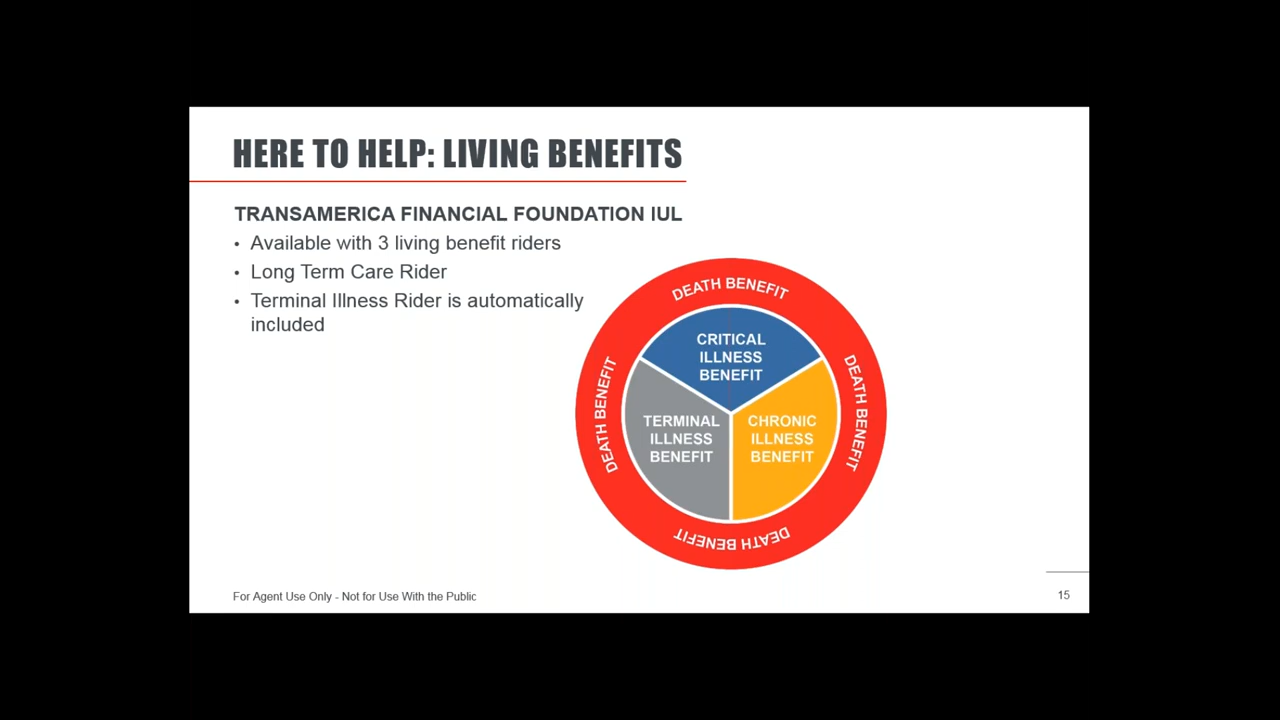 HERE TO HELP: LIVING BENEFITS
TRANSAMERICA FINANCIAL FOUNDATION IUL
• Available with 3 living benefit riders
• Long Term Care Rider
• Terminal Illness Rider is automatically
included
DEATH BENEFIT
CRITICAL
ILLNESS
BENEFIT
DEATH BENEFIT
DEATH BENEFIT
TERMINAL
ILLNESS
BENEFIT
CHRONIC
ILLNESS
BENEFIT
DEATH BENEFIT
For Agent Use Only - Not for Use With the Public
15